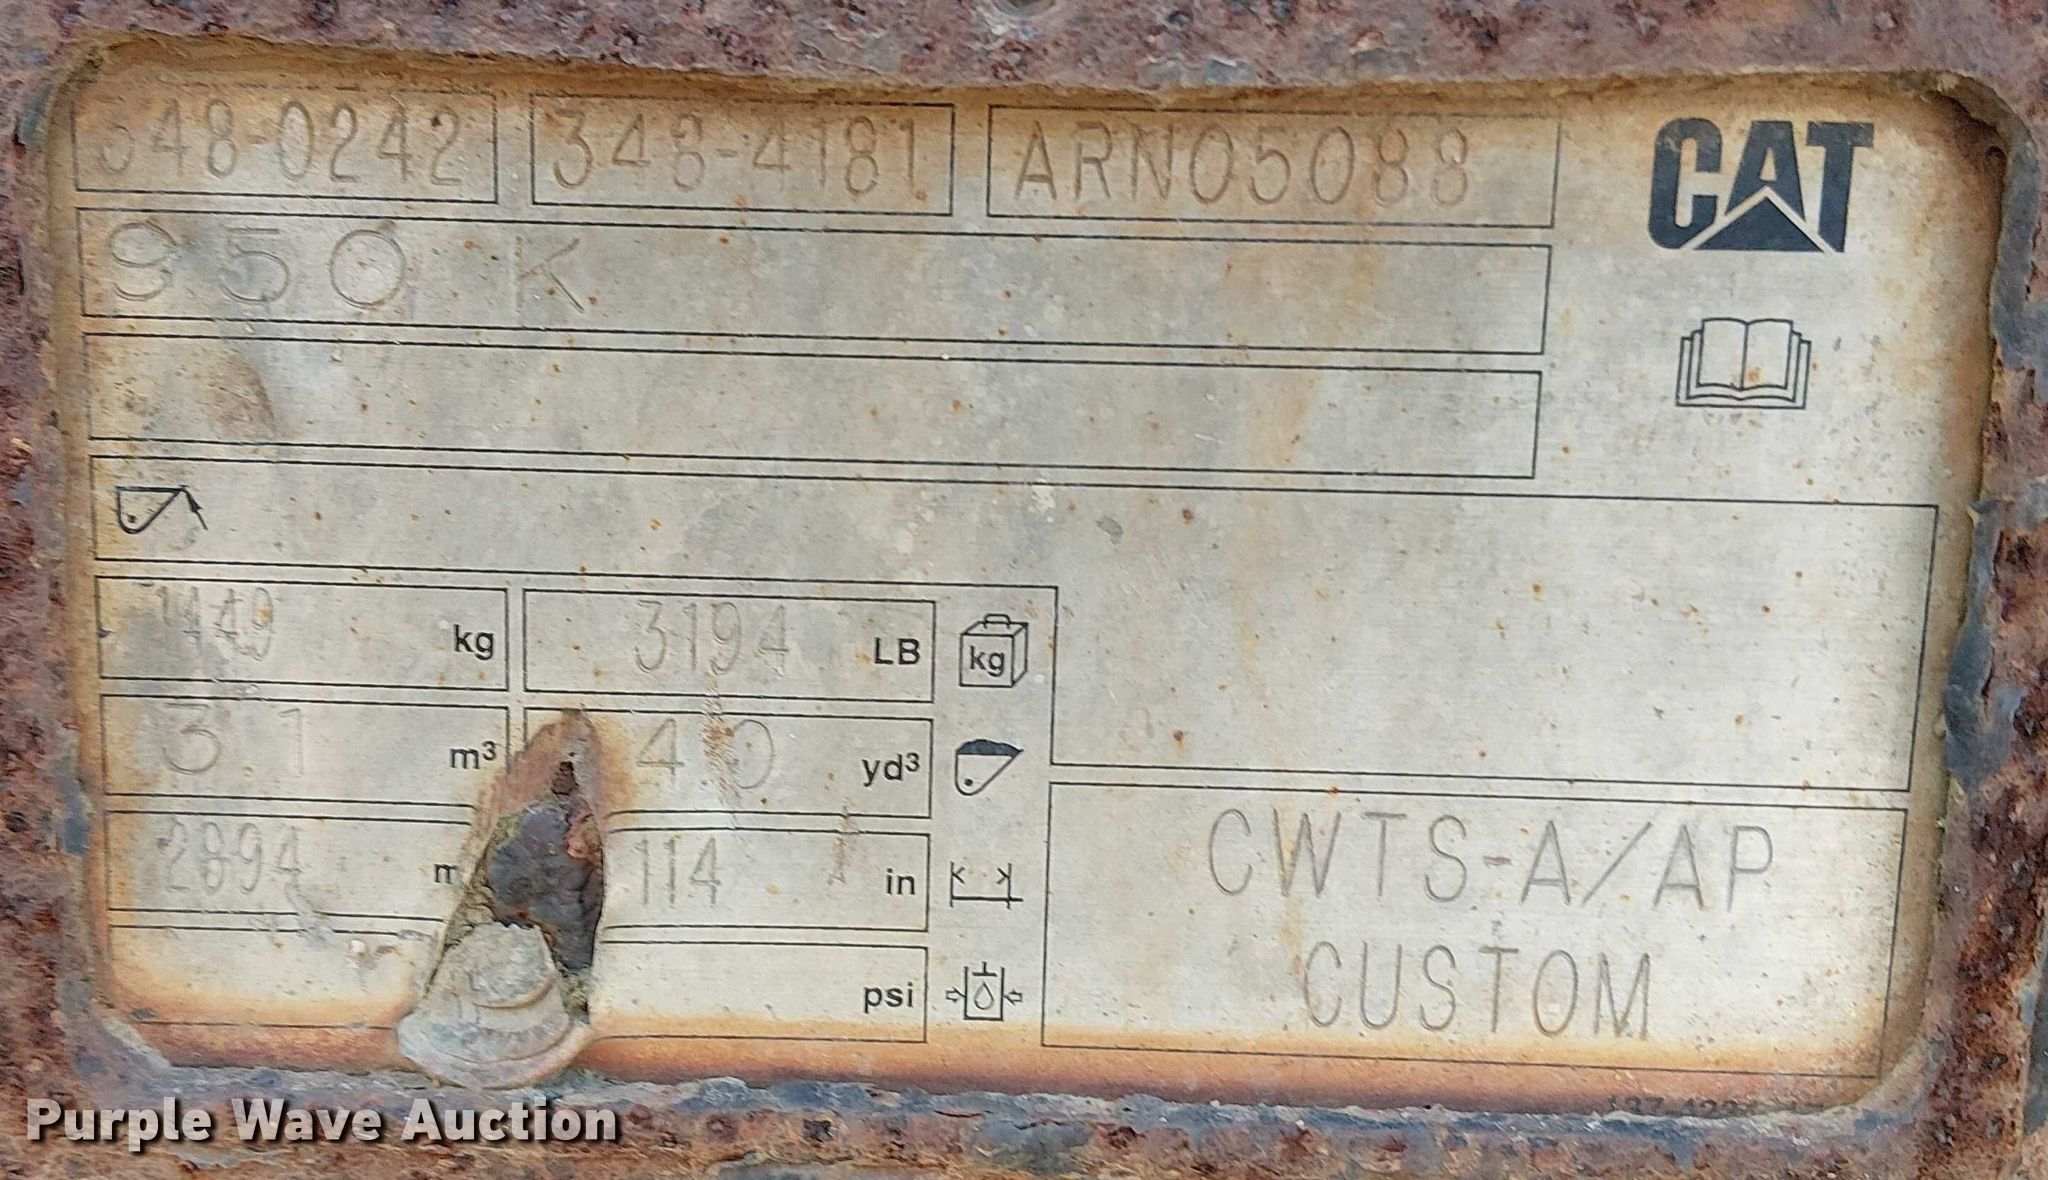 348-0242 348-4181 ARN05088 CAT
950 K
1449 kg 3194 LB kg
3.1 m³ 4.0 yd³
2894 m 114 in
CWTS-A/AP
psi
CUSTOM
Purple Wave Auction